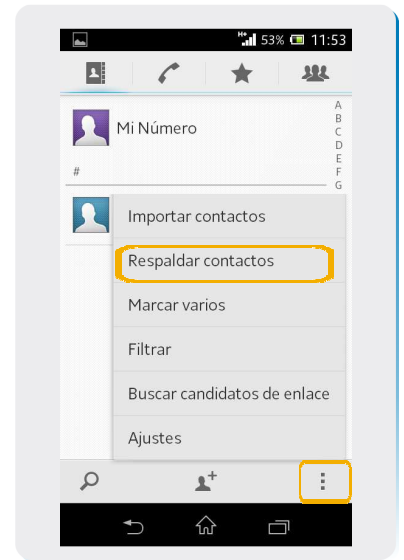 H+ 53% 11:53
Mi Número
A
B
C
D
E
F
G
#
Importar contactos
Respaldar contactos
Marcar varios
Filtrar
Buscar candidatos de enlace
Ajustes